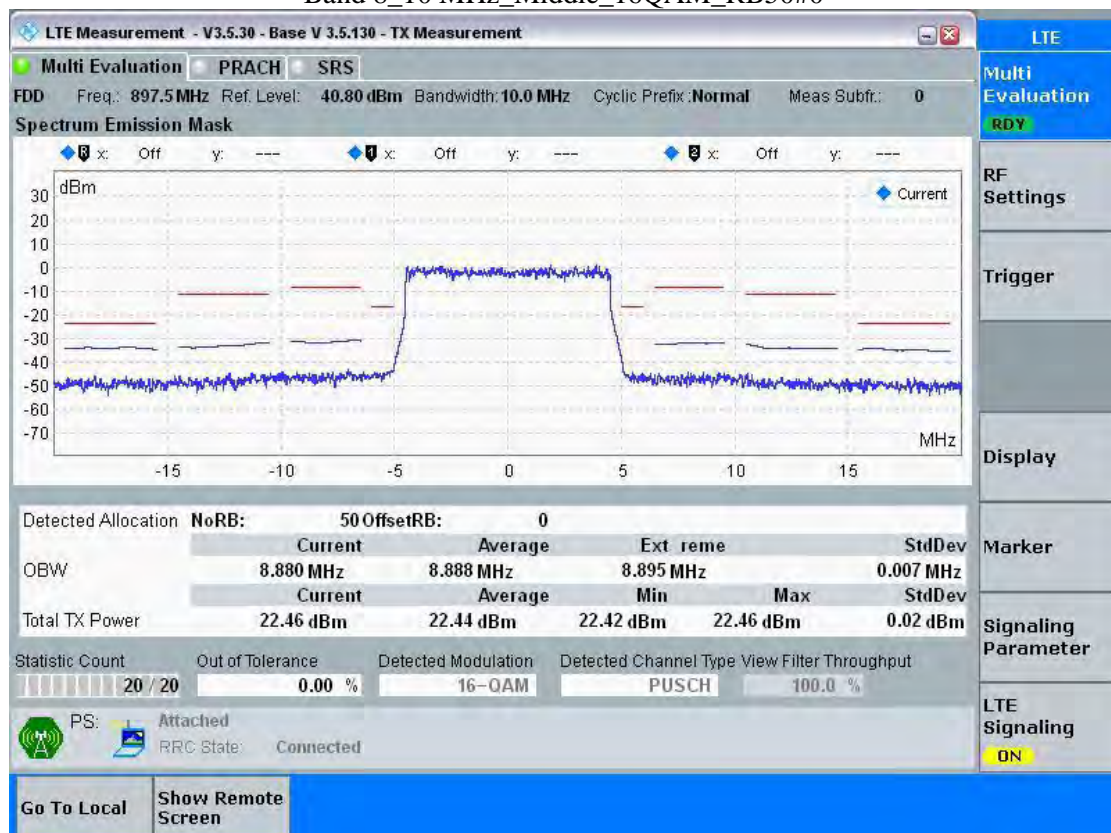 Band 8_10 MHz_Middle_16QAM_RB50#0
LTE Measurement - V3.5.30 - Base V 3.5.130 - TX Measurement
LTE
Multi Evaluation PRACH SRS
Multi Evaluation
RDY
FDD Freq.: 897.5 MHz Ref. Level: 40.80 dBm Bandwidth: 10.0 MHz Cyclic Prefix : Normal Meas Subfr.: 0
Spectrum Emission Mask
R x: Off y: --- 1 x: Off y: --- 2 x: Off y: ---
RF Settings
dBm
Current
30
20
10
0
-10
-20
-30
-40
-50
-60
-70
MHz
-15 -10 -5 0 5 10 15
Trigger
Display
Detected Allocation NoRB: 50 OffsetRB: 0
Current Average Ext reme StdDev
OBW 8.880 MHz 8.888 MHz 8.895 MHz 0.007 MHz
Current Average Min Max StdDev
Total TX Power 22.46 dBm 22.44 dBm 22.42 dBm 22.46 dBm 0.02 dBm
Marker
Signaling Parameter
Statistic Count Out of Tolerance Detected Modulation Detected Channel Type View Filter Throughput
20 / 20 0.00 % 16-QAM PUSCH 100.0 %
PS: Attached
RRC State: Connected
LTE Signaling
ON
Go To Local
Show Remote Screen